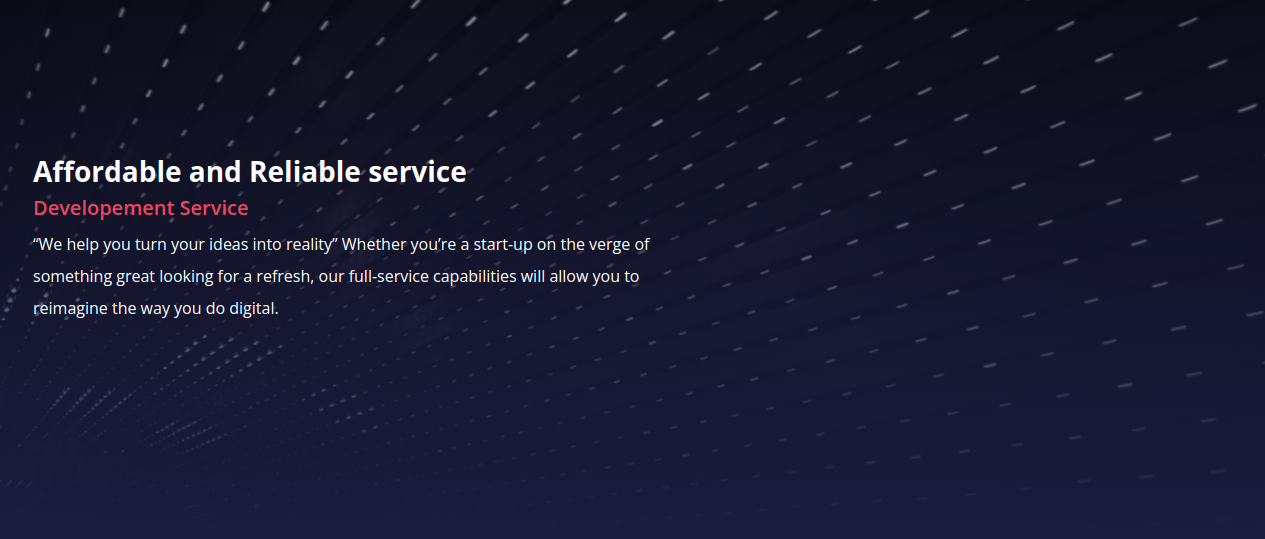 Affordable and Reliable service
Developement Service
“We help you turn your ideas into reality” Whether you’re a start-up on the verge of
something great looking for a refresh, our full-service capabilities will allow you to
reimagine the way you do digital.